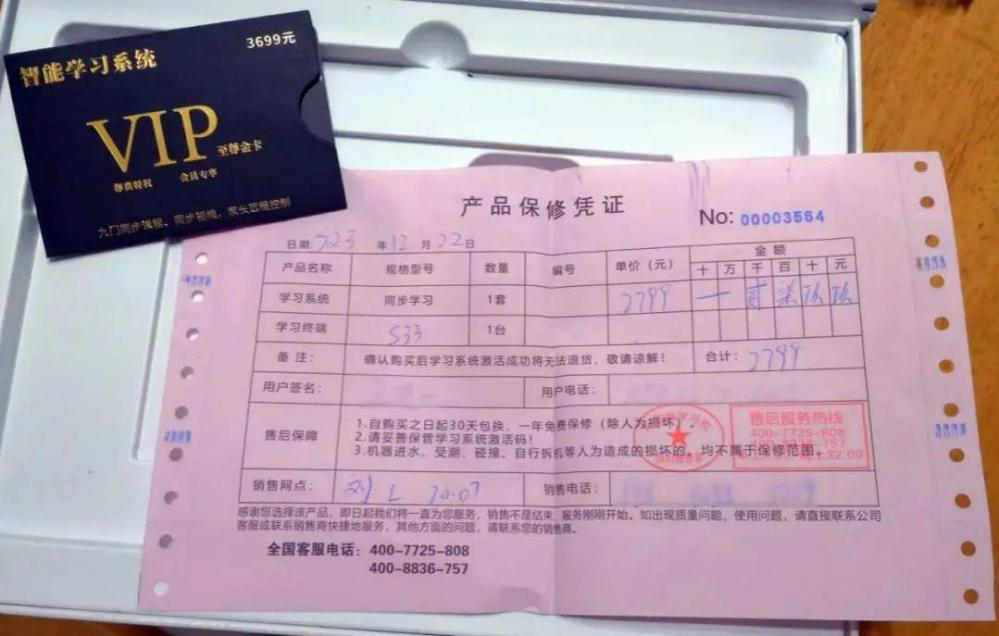 3699元
智能学习系统
VIP
至尊金卡
尊贵特权 会员专享
九门同步课程、同步视频、家长远程控制
产品保修凭证
No: 00003564
日期: 2023 年 12 月 22 日
产品名称 规格型号 数量 编号 单价（元） 金额
十 万 千 百 十 元
学习系统 同步学习 1套 2799
学习终端 S33 1台
备 注： 确认购买后学习系统激活成功将无法退货，敬请谅解！ 合计： 2799
用户签名： 用户电话：
售后保障
1.自购买之日起30天包换，一年免费保修（除人为损坏）.
2.请妥善保管学习系统激活码！
3.机器进水、受潮、碰撞、自行拆机等人为造成的损坏的，均不属于保修范围。
售后服务热线
400-7725-808
销售网点： 销售电话：
感谢您选择该产品，即日起我们将一直为您服务，销售不是结束，服务刚刚开始。如出现质量问题，使用问题，请直接联系公司
客服或联系销售商快捷地服务，其他方面的问题，请联系您的销售商。
全国客服电话：400-7725-808
400-8836-757